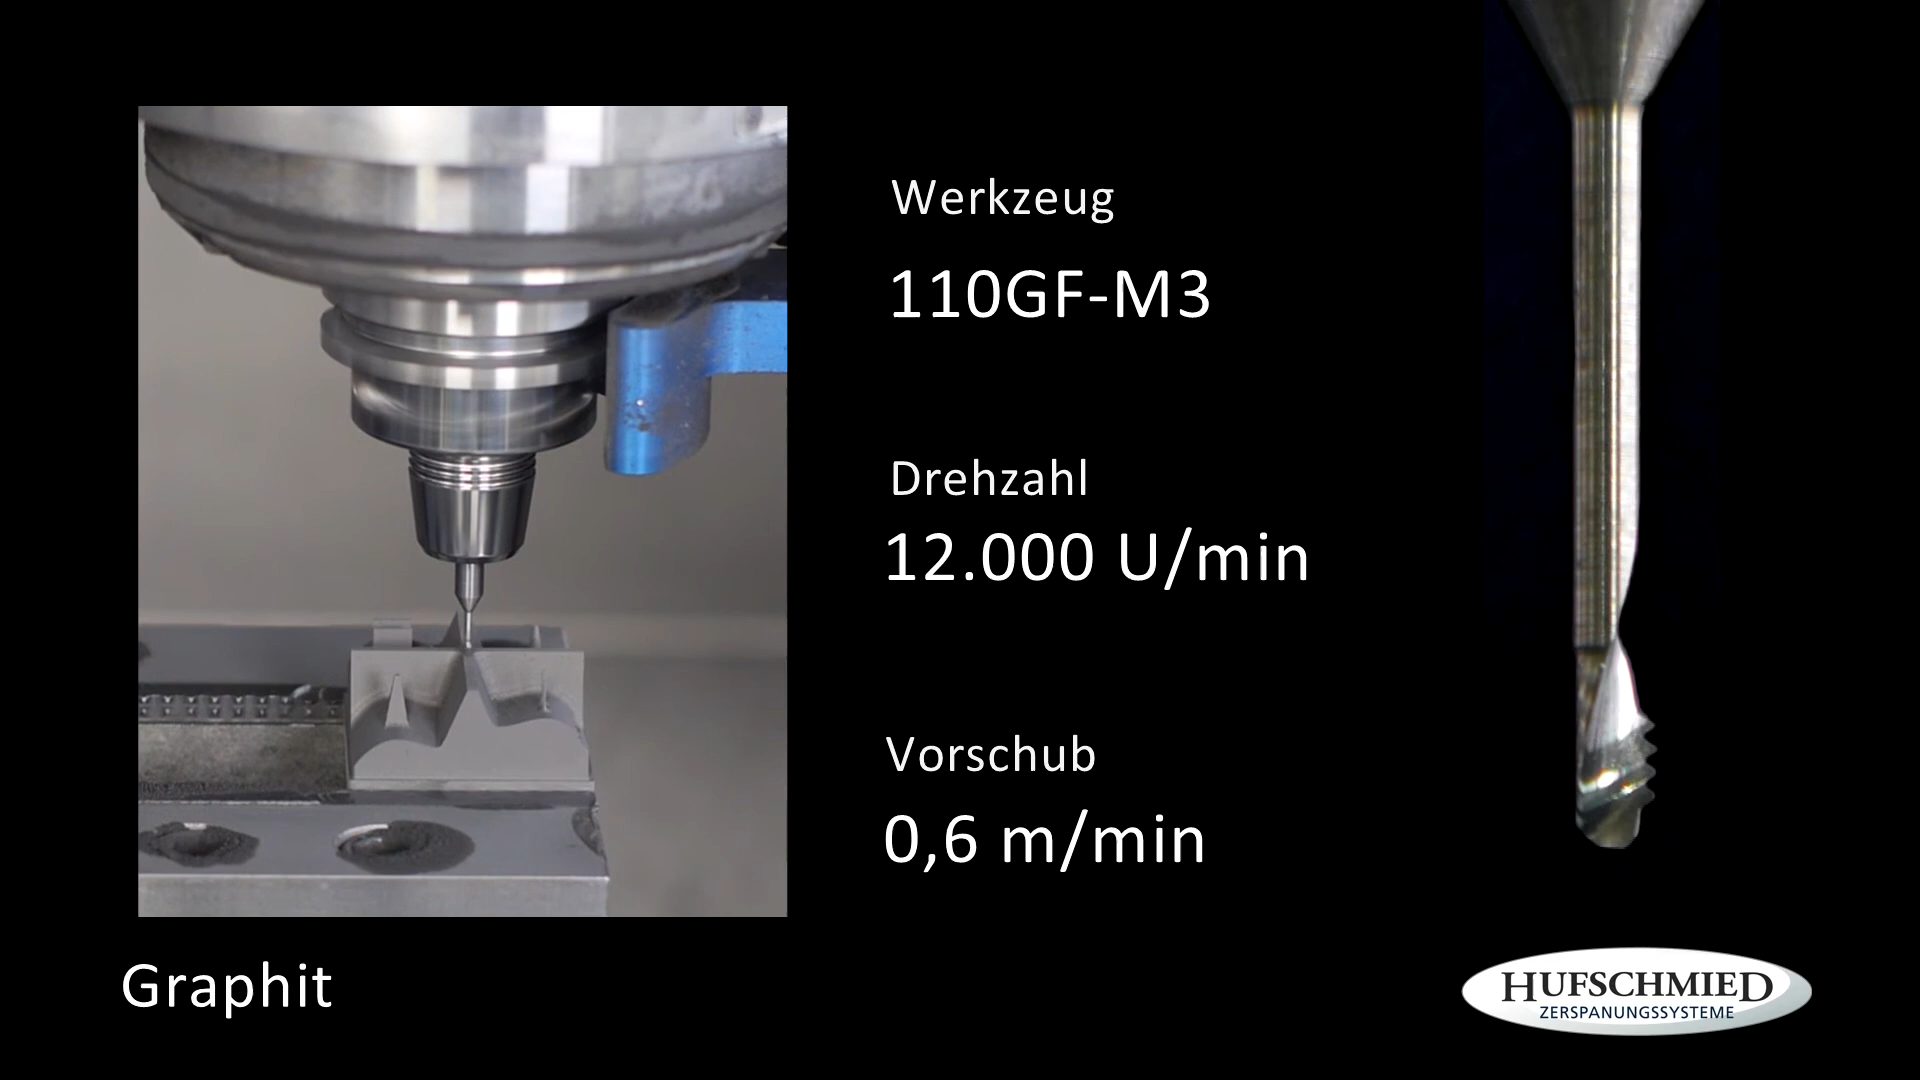 Werkzeug
110GF-M3
Drehzahl
12.000 U/min
Vorschub
0,6 m/min
Graphit
HUFSCHMIED
ZERSPANUNGSSYSTEME